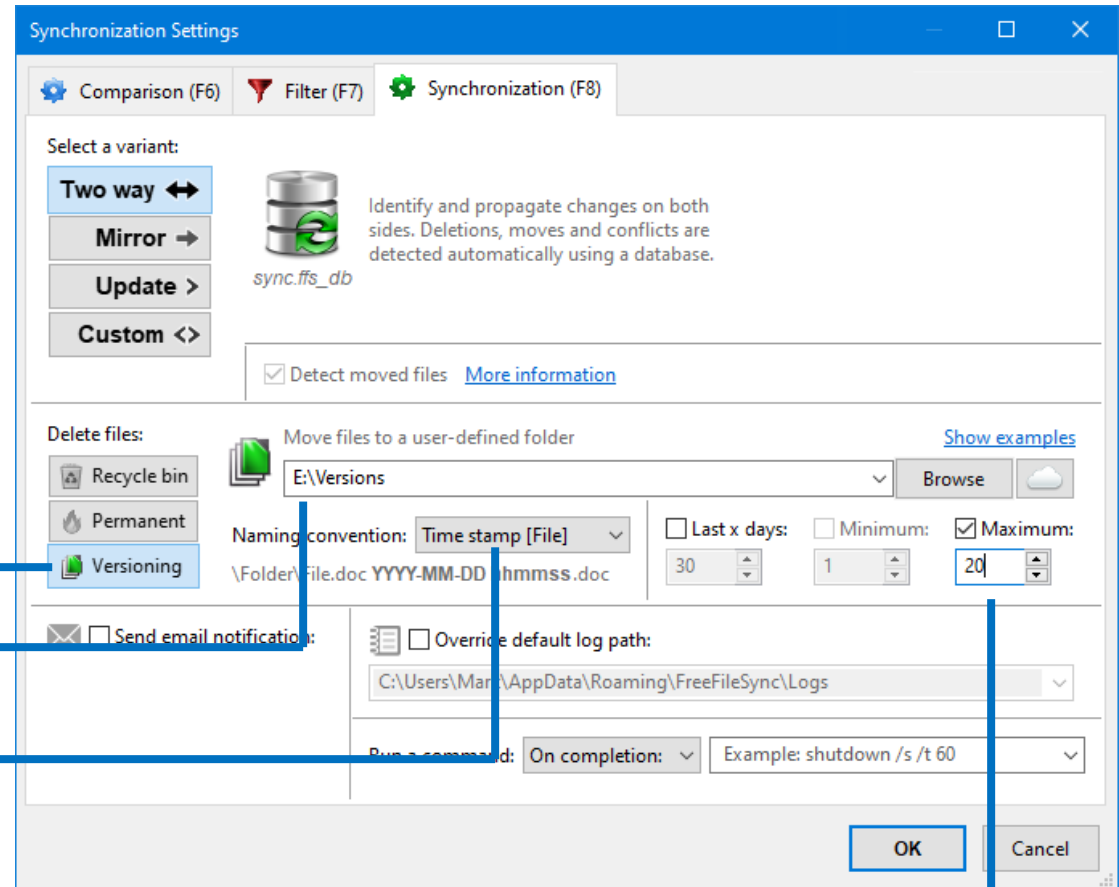 Synchronization Settings
Comparison (F6) Filter (F7) Synchronization (F8)
Select a variant:
Two way
Mirror
Update >
Custom <>
sync.ffs_db
Identify and propagate changes on both
sides. Deletions, moves and conflicts are
detected automatically using a database.
Detect moved files More information
Delete files:
Recycle bin
Permanent
Versioning
Move files to a user-defined folder Show examples
E:\Versions Browse
Naming convention: Time stamp [File]
\Folder\File.doc YYYY-MM-DD hhmmss.doc
Last x days: Minimum: Maximum:
30 1 20
Send email notification:
Override default log path:
C:\Users\Marc\AppData\Roaming\FreeFileSync\Logs
Run a command: On completion: Example: shutdown /s /t 60
OK Cancel